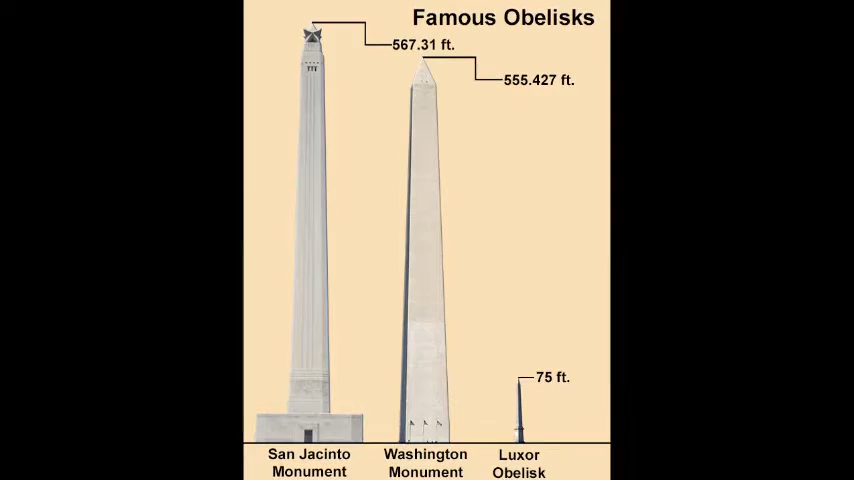 Famous Obelisks
567.31 ft.
555.427 ft.
75 ft.
San Jacinto
Monument
Washington
Monument
Luxor
Obelisk